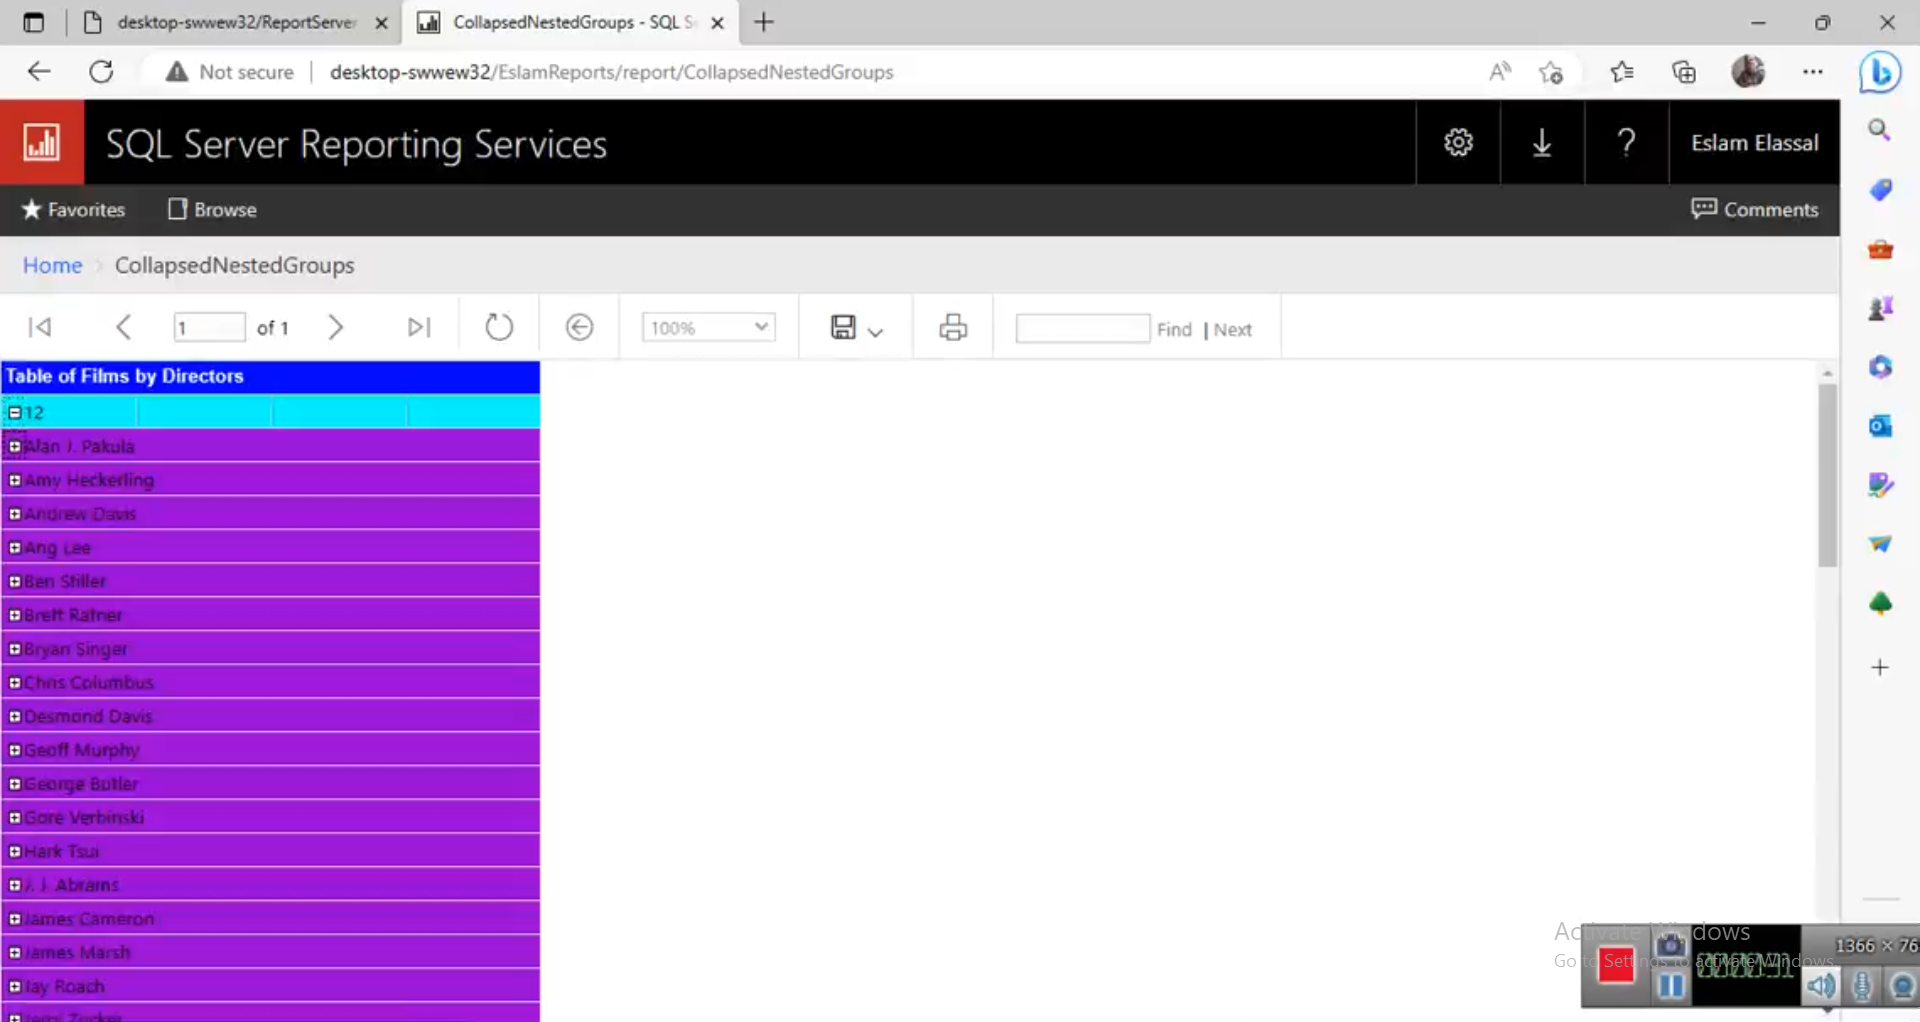 desktop-swwew32/ReportServer
CollapsedNestedGroups - SQL S
Not secure | desktop-swwew32/EslamReports/report/CollapsedNestedGroups
SQL Server Reporting Services
? Eslam Elassal
Favorites Browse Comments
Home CollapsedNestedGroups
1 of 1 100% Find | Next
Table of Films by Directors
12
Alan J. Pakula
Amy Heckerling
Andrew Davis
Ang Lee
Ben Stiller
Brett Ratner
Bryan Singer
Chris Columbus
Desmond Davis
Geoff Murphy
George Butler
Gore Verbinski
Hark Tsui
J. J. Abrams
James Cameron
James Marsh
Jay Roach
Activate Windows
Go to Settings to activate Windows.
1366 × 76